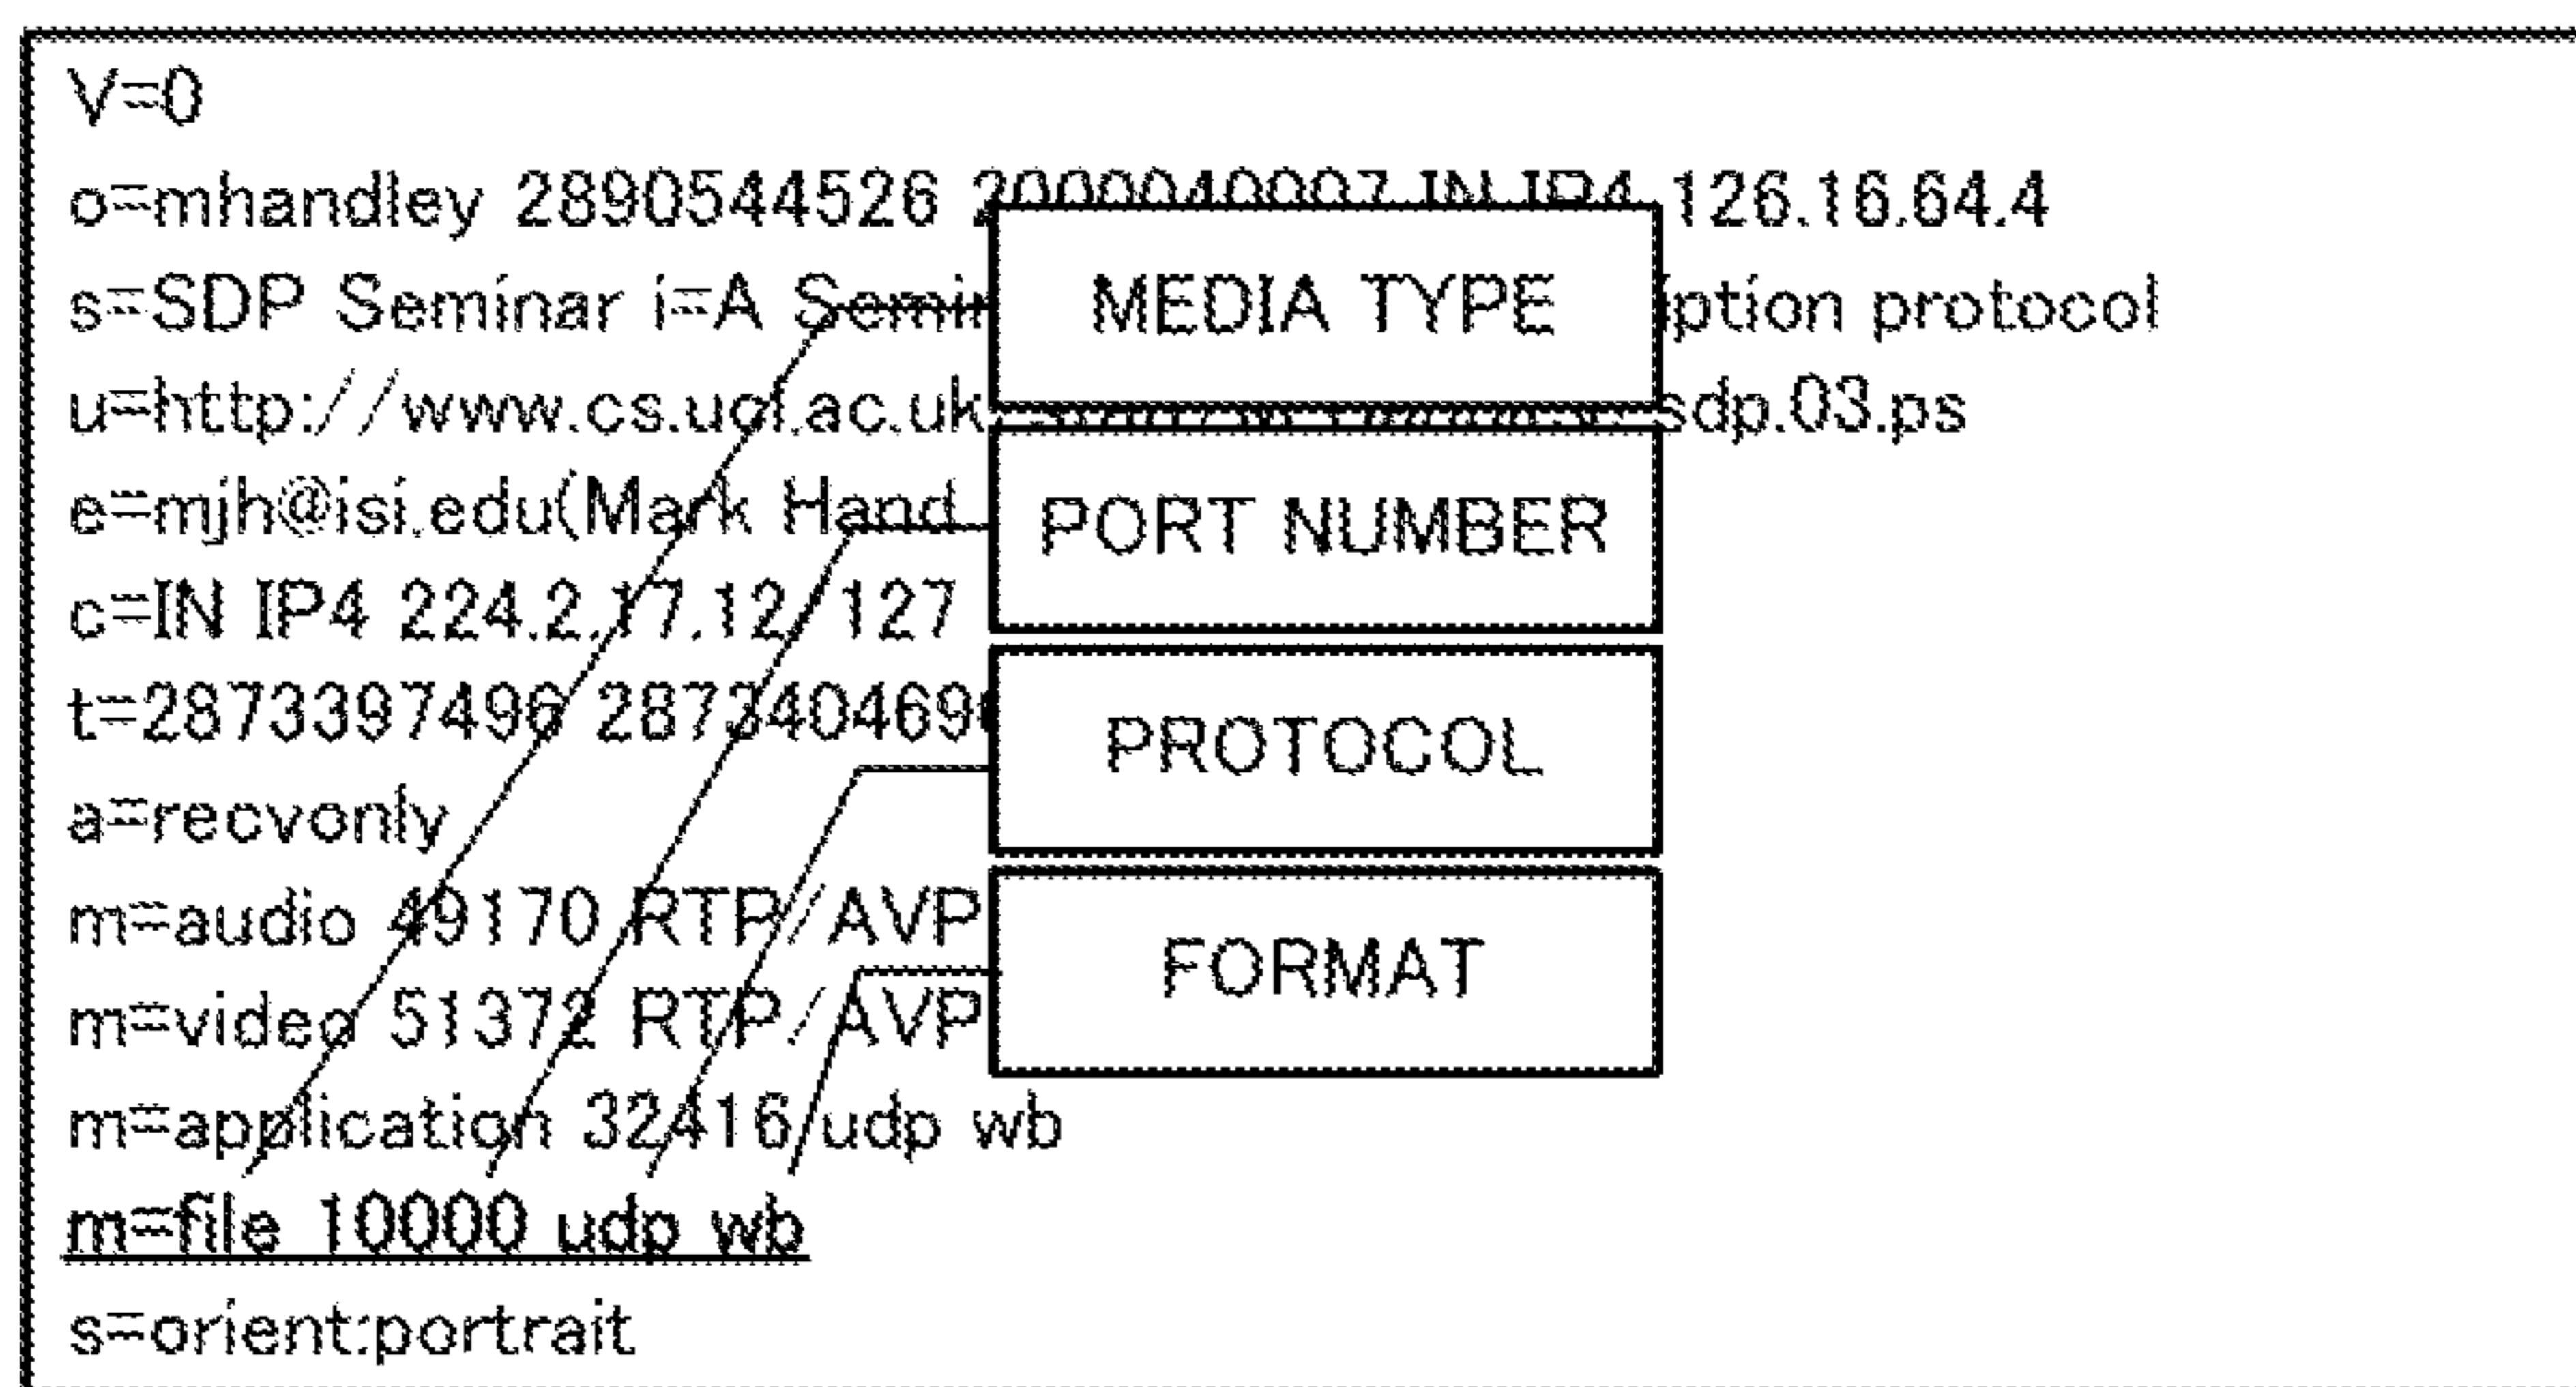 V=0
o=mhandley 2890544526 IN IP4 126.16.64.4
s=SDP Seminar i=A protocol
u=http://www.cs.ucl.ac.uk sdp.03.ps
e=mjh@isi.edu(Mark Hand
c=IN IP4 224.2.17.12/127
t=2873397496
a=recvonly
m=audio 49170 RTP/AVP
m=video 51372 RTP/AVP
m=application 32416 udp wb
m=file 10000 udp wb
s=orient:portrait
MEDIA TYPE
PORT NUMBER
PROTOCOL
FORMAT